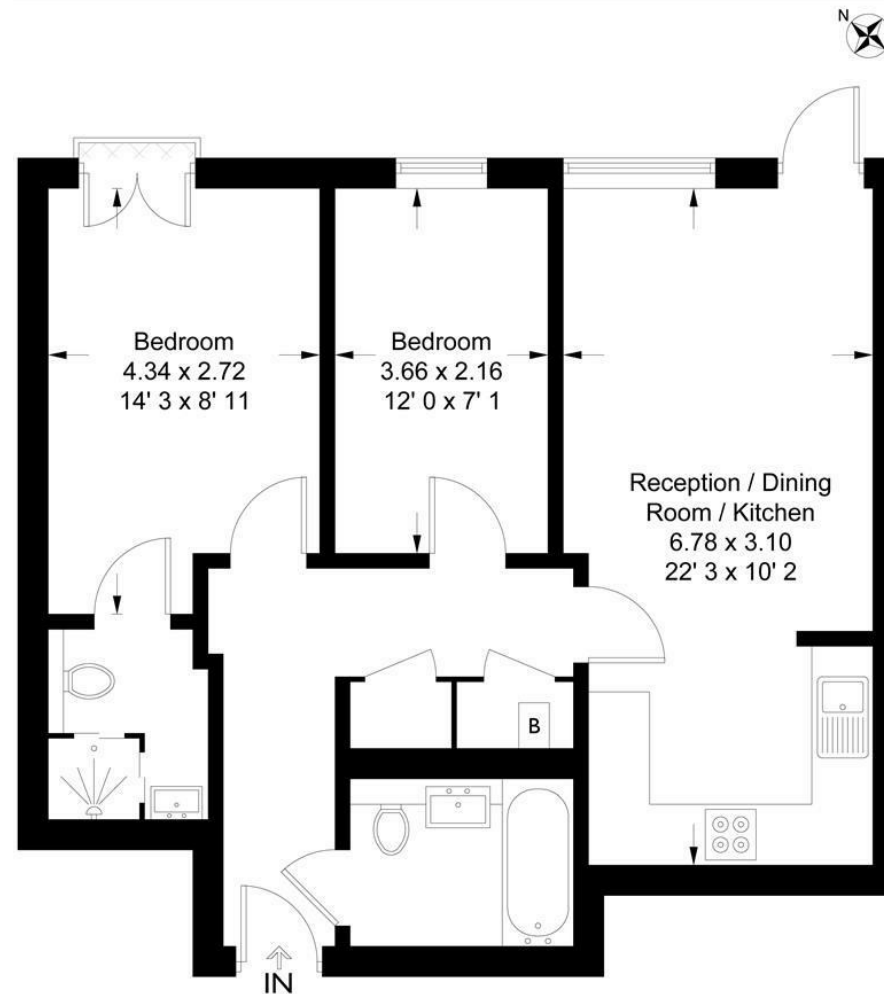 N
Bedroom
4.34 x 2.72
14' 3 x 8' 11
Bedroom
3.66 x 2.16
12' 0 x 7' 1
Reception / Dining
Room / Kitchen
6.78 x 3.10
22' 3 x 10' 2
B
IN